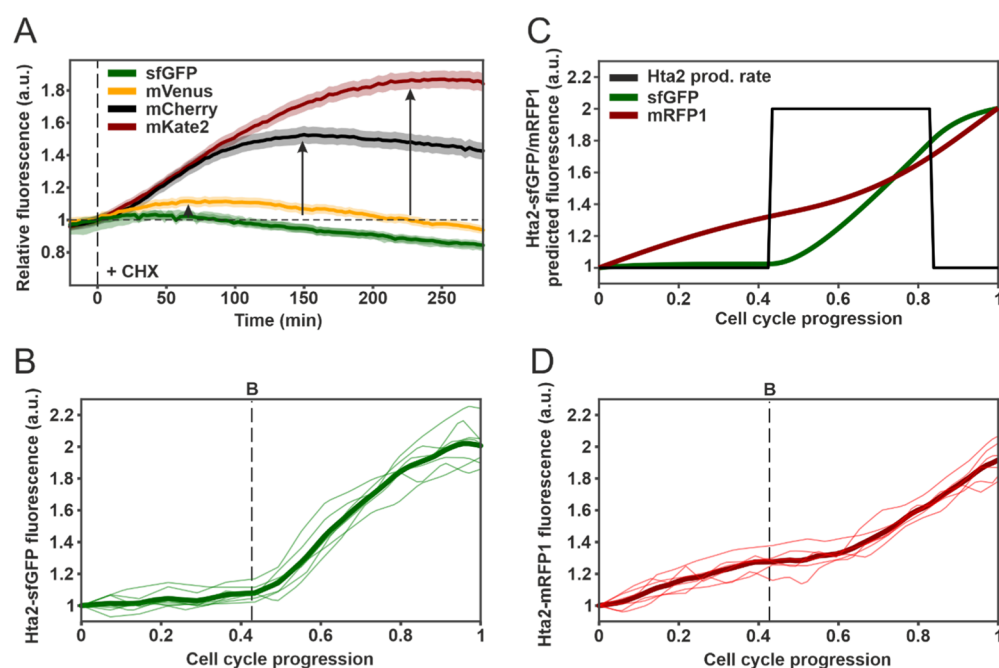 A
Relative fluorescence (a.u.)
1.8
1.6
1.4
1.2
1
0.8
sfGFP
mVenus
mCherry
mKate2
+ CHX
0
50
100
150
200
250
Time (min)
C
Hta2-sfGFP/mRFP1
predicted fluorescence (a.u.)
2.2
2
1.8
1.6
1.4
1.2
1
Hta2 prod. rate
sfGFP
mRFP1
0
0.2
0.4
0.6
0.8
1
Cell cycle progression
B
Hta2-sfGFP fluorescence (a.u.)
B
2.2
2
1.8
1.6
1.4
1.2
1
0
0.2
0.4
0.6
0.8
1
Cell cycle progression
D
Hta2-mRFP1 fluorescence (a.u.)
B
2.2
2
1.8
1.6
1.4
1.2
1
0
0.2
0.4
0.6
0.8
1
Cell cycle progression